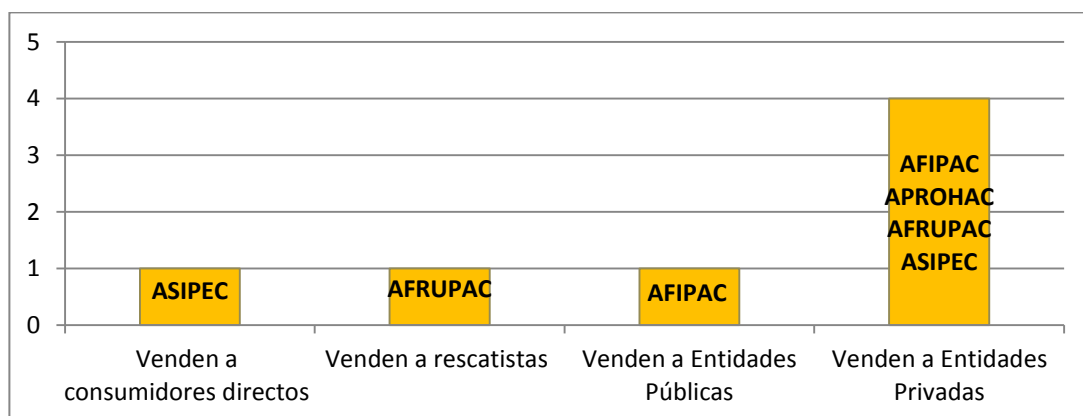 5
4
3
2
1
0
AFIPAC
APROHAC
AFRUPAC
ASIPEC
ASIPEC
AFRUPAC
AFIPAC
Venden a
consumidores directos
Venden a rescatistas
Venden a Entidades
Públicas
Venden a Entidades
Privadas